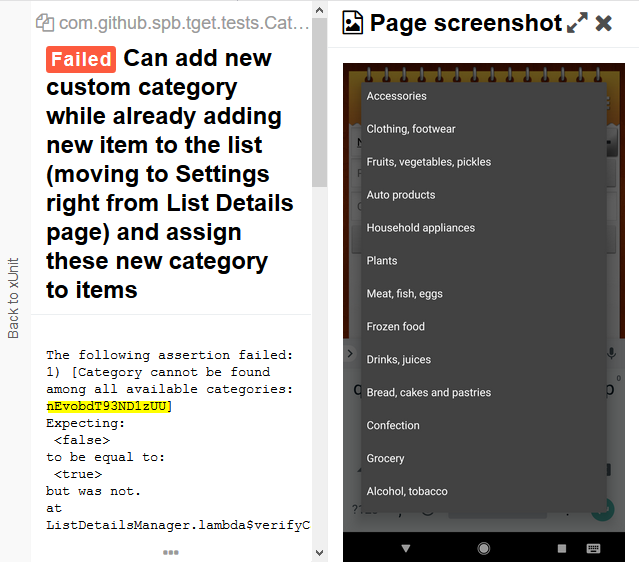 com.github.spb.tget.tests.Cat...
Failed Can add new
custom category
while already adding
new item to the list
(moving to Settings
right from List Details
page) and assign
these new category
to items
Back to xUnit
The following assertion failed:
1) [Category cannot be found
among all available categories:
nEvobdT93ND1zUU]
Expecting:
<false>
to be equal to:
<true>
but was not.
at
ListDetailsManager.lambda$verifyC
Page screenshot
Accessories
Clothing, footwear
Fruits, vegetables, pickles
Auto products
Household appliances
Plants
Meat, fish, eggs
Frozen food
Drinks, juices
Bread, cakes and pastries
Confection
Grocery
Alcohol, tobacco